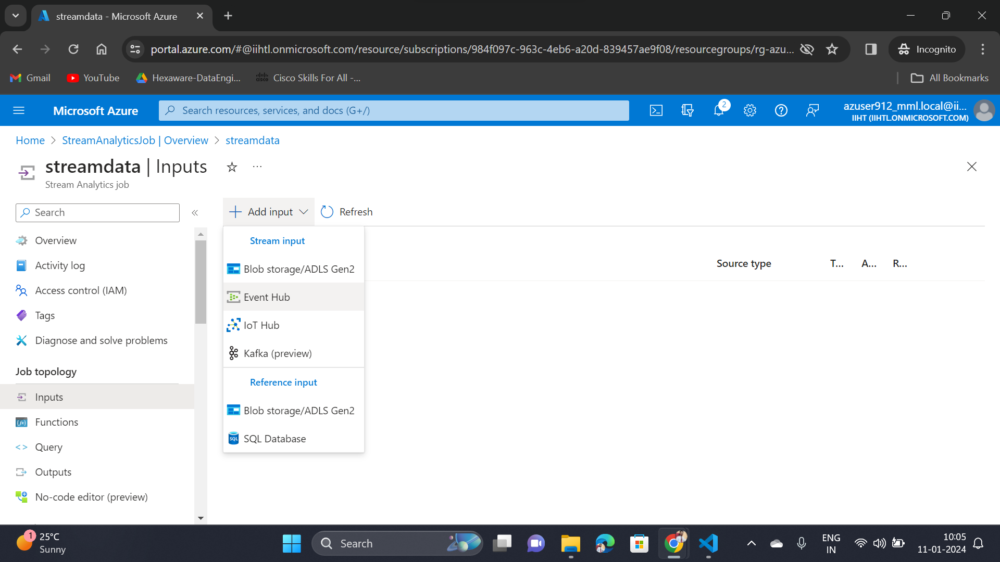 streamdata - Microsoft Azure
portal.azure.com/#@iihtl.onmicrosoft.com/resource/subscriptions/984f097c-963c-4eb6-a20d-839457ae9f08/resourcegroups/rg-azu...
Incognito
Gmail
YouTube
Hexaware-DataEngi...
CISCO Cisco Skills For All -...
All Bookmarks
Microsoft Azure
Search resources, services, and docs (G+/)
2
azuser912_mml.local@ii...
IIHT (IIHTL.ONMICROSOFT.COM)
Home > StreamAnalyticsJob | Overview > streamdata
streamdata | Inputs
Stream Analytics job
Search
Overview
Activity log
Access control (IAM)
Tags
Diagnose and solve problems
Job topology
Inputs
Functions
Query
Outputs
No-code editor (preview)
Add input
Refresh
Stream input
Blob storage/ADLS Gen2
Event Hub
IoT Hub
Kafka (preview)
Reference input
Blob storage/ADLS Gen2
SQL SQL Database
Source type
T...
A...
R...
1
25°C
Sunny
Search
ENG
IN
10:05
11-01-2024